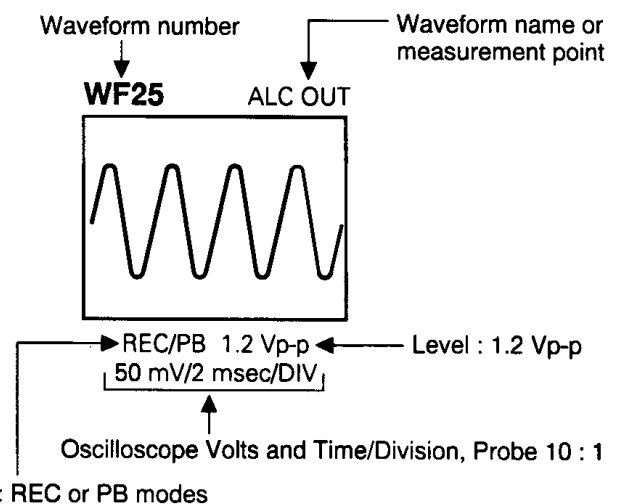 Waveform number
Waveform name or
measurement point
WF25 ALC OUT
REC/PB 1.2 Vp-p
Level : 1.2 Vp-p
50 mV/2 msec/DIV
Oscilloscope Volts and Time/Division, Probe 10 : 1
: REC or PB modes